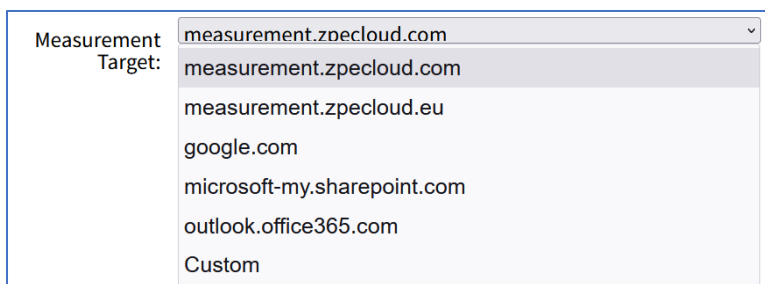 Measurement Target:
measurement.zpecloud.com
measurement.zpecloud.com
measurement.zpecloud.eu
google.com
microsoft-my.sharepoint.com
outlook.office365.com
Custom